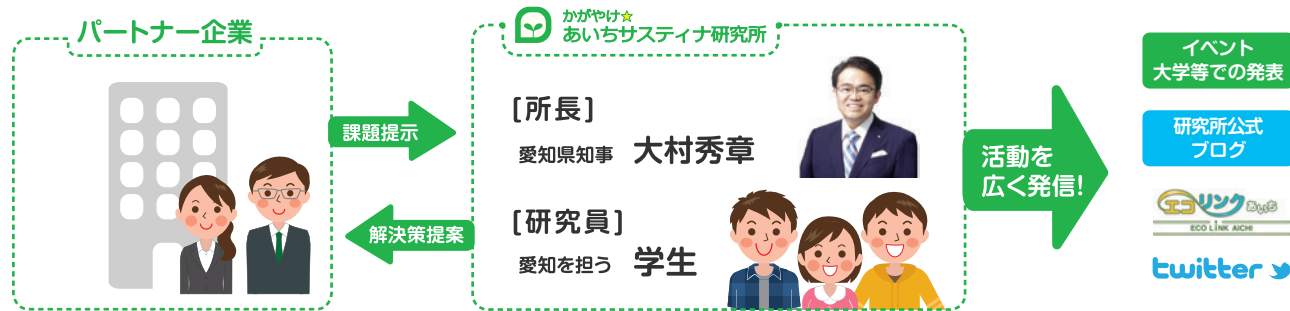 パートナー企業
かがやけ★
あいちサスティナ研究所
[所長]
愛知県知事 大村秀章
[研究員]
愛知を担う 学生
課題提示
解決策提案
活動を
広く発信!
イベント
大学等での発表
研究所公式
ブログ
エコリンクあいち
ECO LiNK AICHI
twitter